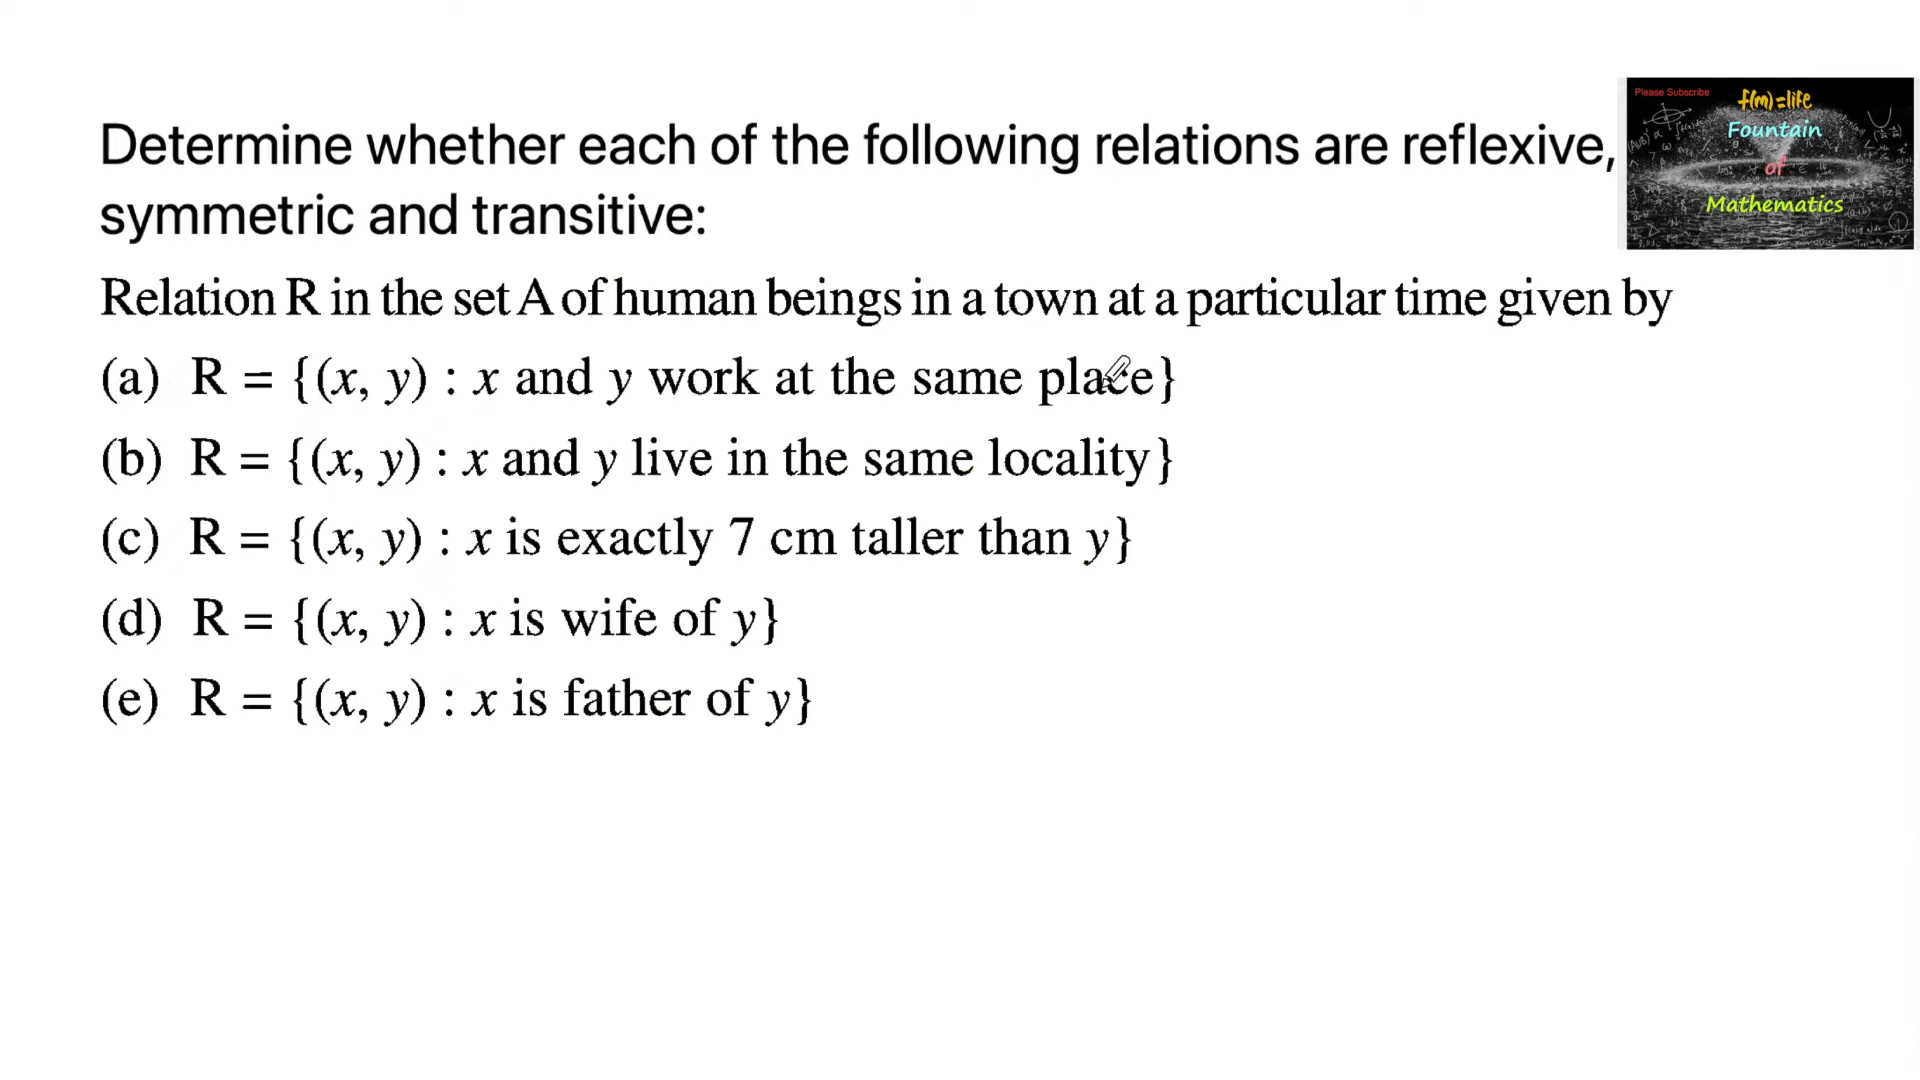 Determine whether each of the following relations are reflexive,
symmetric and transitive:
Relation R in the set A of human beings in a town at a particular time given by
(a) R = {(x, y) : x and y work at the same place}
(b) R = {(x, y) : x and y live in the same locality}
(c) R = {(x, y) : x is exactly 7 cm taller than y}
(d) R = {(x, y) : x is wife of y}
(e) R = {(x, y) : x is father of y}
Please Subscribe
f(m)=life
Fountain
of
Mathematics